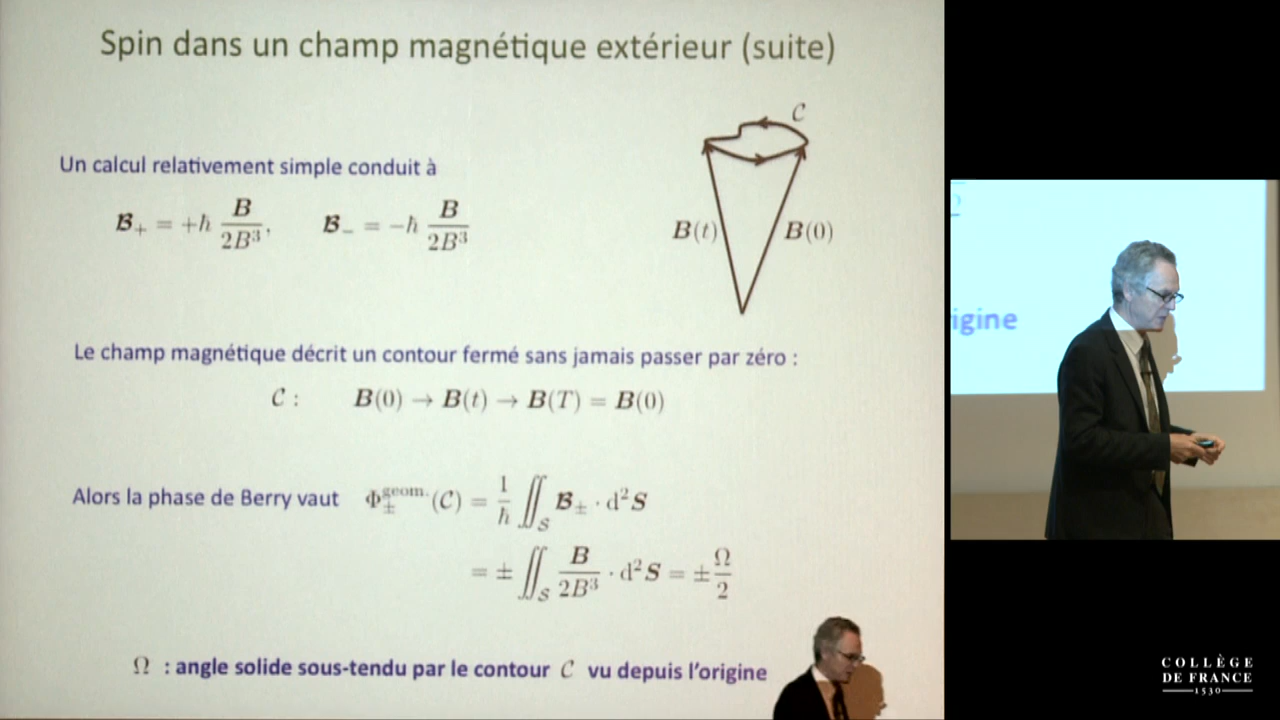 Spin dans un champ magnétique extérieur (suite)
Un calcul relativement simple conduit à
𝓑₊ = +ħ B/2B³, 𝓑₋ = −ħ B/2B³
C
B(t)
B(0)
Le champ magnétique décrit un contour fermé sans jamais passer par zéro :
C : B(0) → B(t) → B(T) = B(0)
Alors la phase de Berry vaut Φ±^geom.(C) = 1/ħ ∬_S 𝓑± · d²S
= ± ∬_S B/2B³ · d²S = ± Ω/2
Ω : angle solide sous-tendu par le contour C vu depuis l'origine
igine
COLLÈGE
DE FRANCE
1530